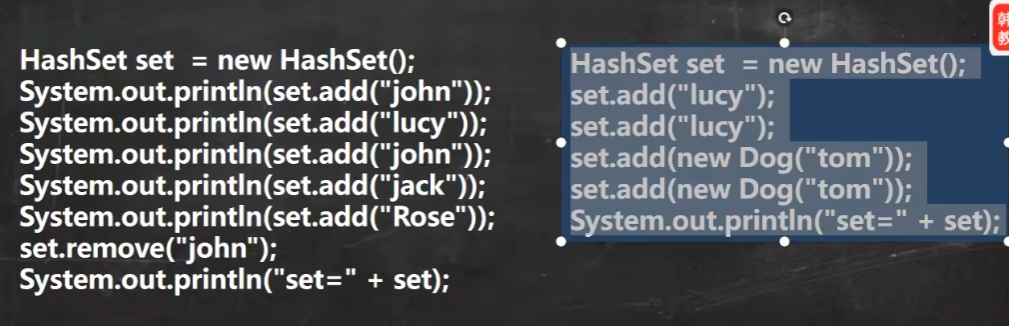 HashSet set  = new HashSet();
System.out.println(set.add("john"));
System.out.println(set.add("lucy"));
System.out.println(set.add("john"));
System.out.println(set.add("jack"));
System.out.println(set.add("Rose"));
set.remove("john");
System.out.println("set=" + set);
HashSet set  = new HashSet();
set.add("lucy");
set.add("lucy");
set.add(new Dog("tom"));
set.add(new Dog("tom"));
System.out.println("set=" + set);
韩
教